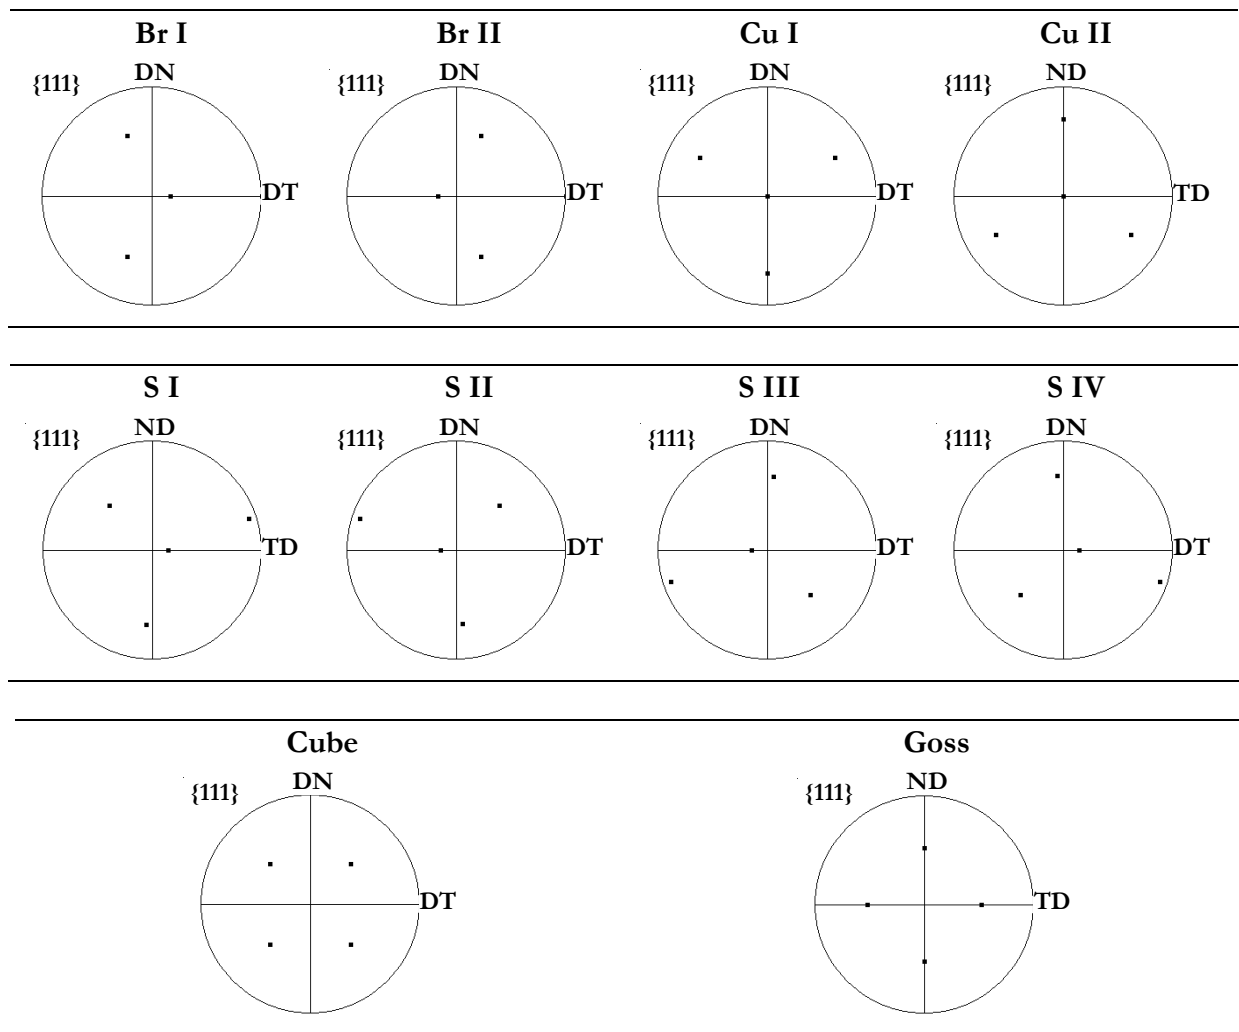 Br I Br II Cu I Cu II
DN DN DN ND
{111} {111} {111} {111}
DT DT DT TD
S I S II S III S IV
ND DN DN DN
{111} {111} {111} {111}
TD DT DT DT
Cube Goss
DN ND
{111} {111}
DT TD